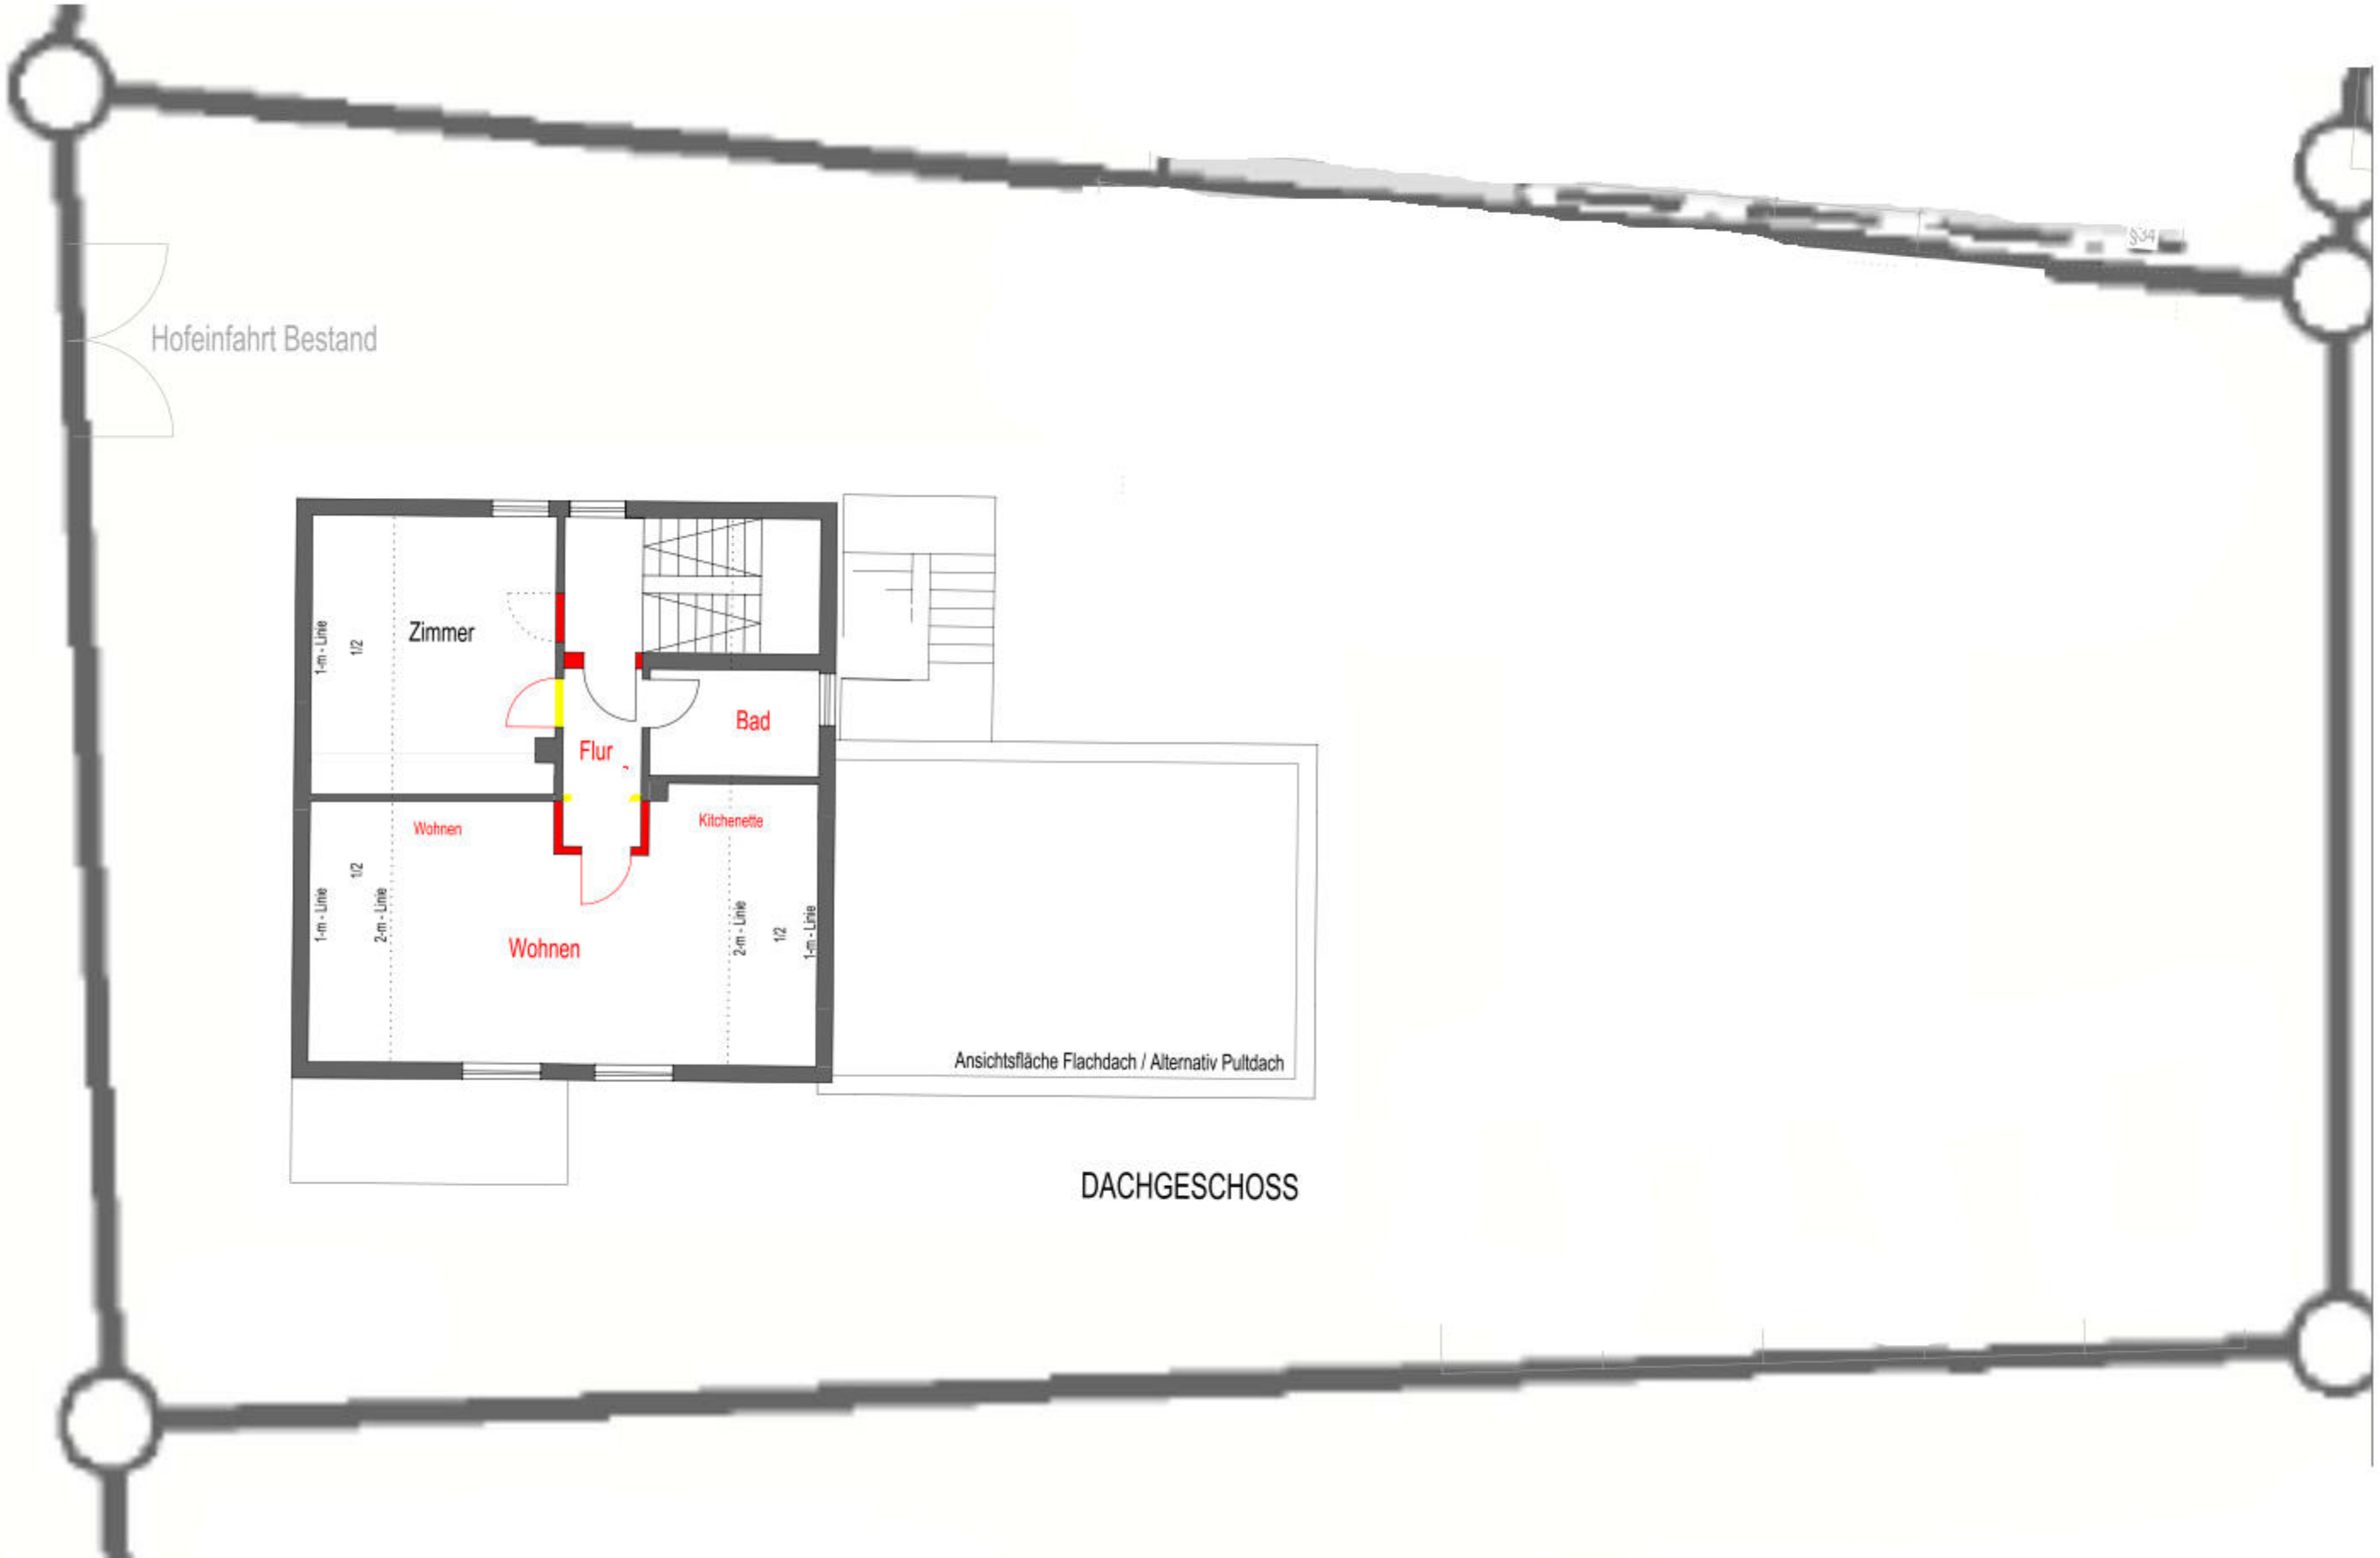 §34
Hofeinfahrt Bestand
Zimmer
1-m - Linie
1/2
Bad
Flur
Wohnen
Kitchenette
1/2
1-m - Linie
2-m - Linie
Wohnen
2-m - Linie
1/2
1-m - Linie
Ansichtsfläche Flachdach / Alternativ Pultdach
DACHGESCHOSS